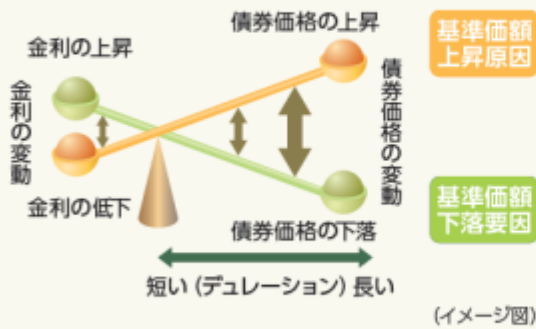 金利の上昇
債券価格の上昇
基準価額
上昇原因
金利の変動
債券価格の変動
金利の低下
債券価格の下落
基準価額
下落要因
短い（デュレーション）長い
(イメージ図)